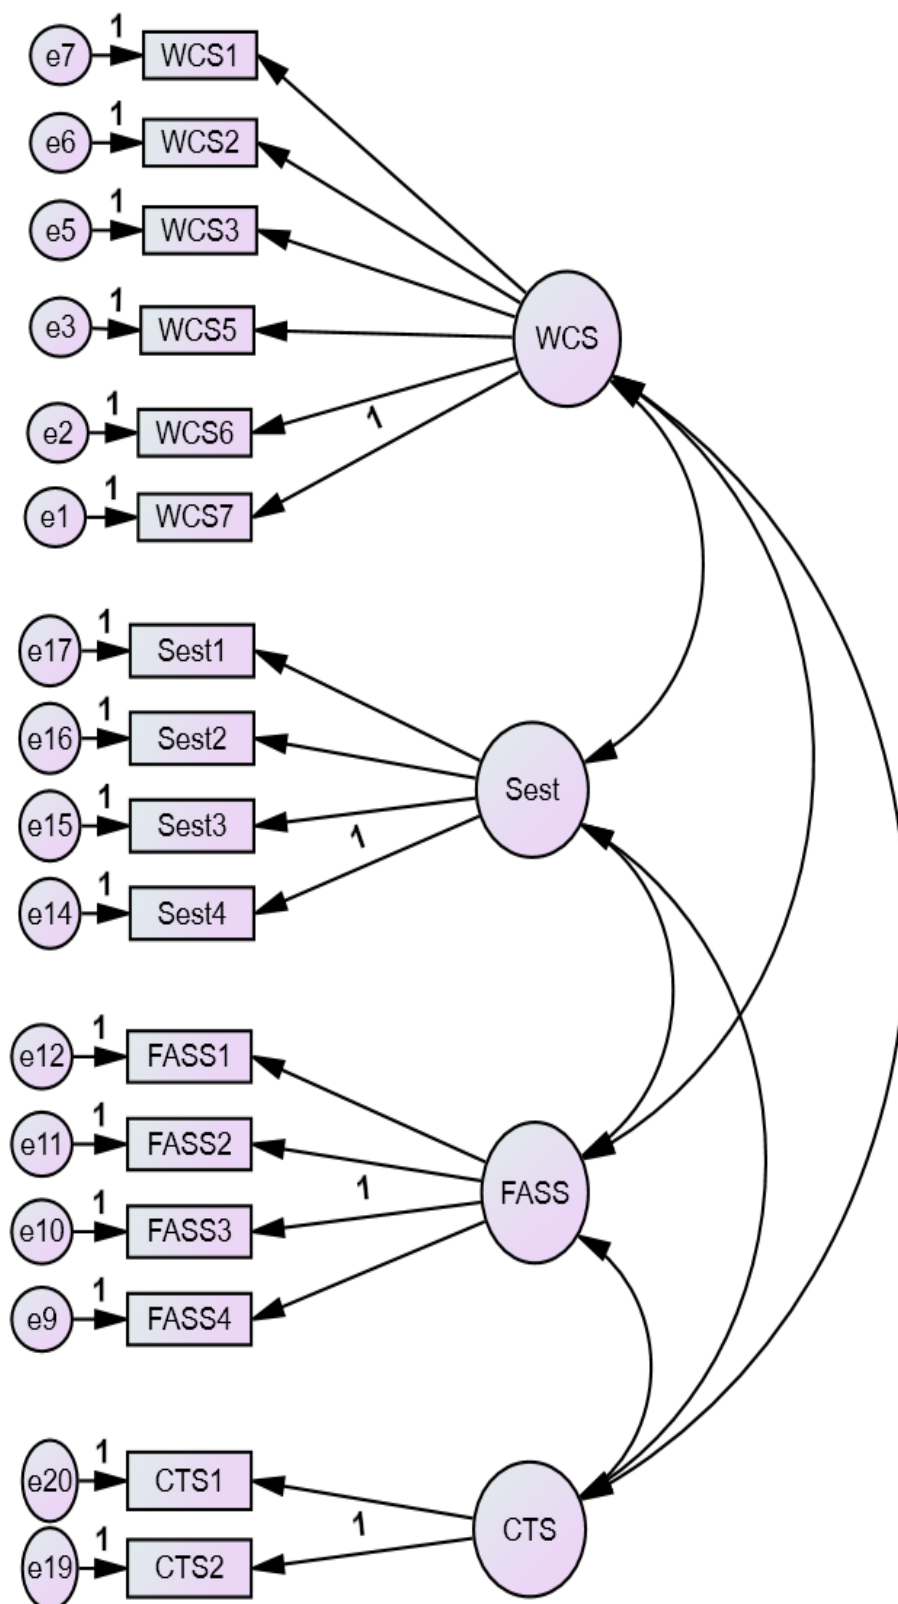 1
e7 WCS1
1
e6 WCS2
1
e5 WCS3
1
e3 WCS5
WCS
1
e2 WCS6
1
1
e1 WCS7
1
e17 Sest1
1
e16 Sest2
Sest
1
e15 Sest3
1
1
e14 Sest4
1
e12 FASS1
1
e11 FASS2
1
FASS
1
e10 FASS3
1
e9 FASS4
1
e20 CTS1
1
CTS
1
e19 CTS2